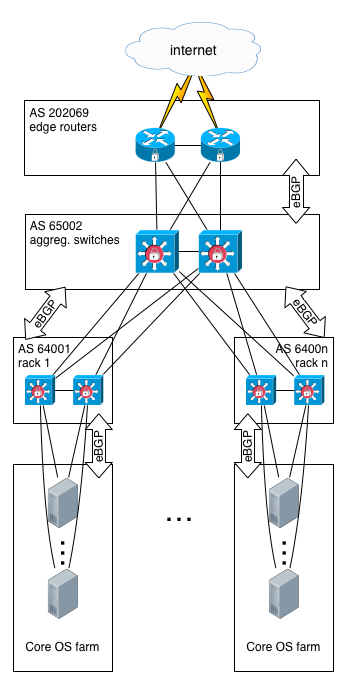 internet
AS 202069
edge routers
eBGP
AS 65002
aggreg. switches
eBGP
eBGP
AS 64001
rack 1
AS 6400n
rack n
eBGP
eBGP
...
Core OS farm
Core OS farm